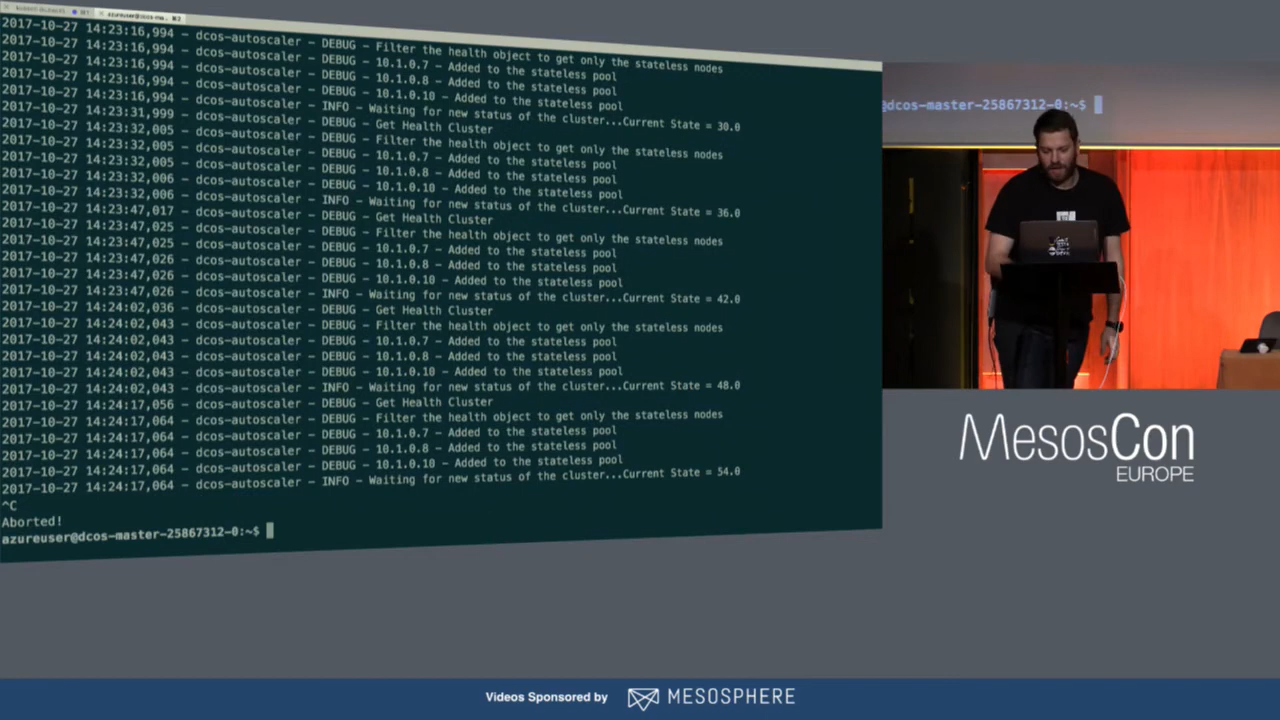 azureuser@dcos-ma... ⌘2
2017-10-27 14:23:16,994 - dcos-autoscaler - DEBUG - Filter the health object to get only the stateless nodes
2017-10-27 14:23:16,994 - dcos-autoscaler - DEBUG - 10.1.0.7 - Added to the stateless pool
2017-10-27 14:23:16,994 - dcos-autoscaler - DEBUG - 10.1.0.8 - Added to the stateless pool
2017-10-27 14:23:16,994 - dcos-autoscaler - DEBUG - 10.1.0.10 - Added to the stateless pool
2017-10-27 14:23:16,994 - dcos-autoscaler - INFO - Waiting for new status of the cluster...Current State = 30.0
2017-10-27 14:23:31,999 - dcos-autoscaler - DEBUG - Get Health Cluster
2017-10-27 14:23:32,005 - dcos-autoscaler - DEBUG - Filter the health object to get only the stateless nodes
2017-10-27 14:23:32,005 - dcos-autoscaler - DEBUG - 10.1.0.7 - Added to the stateless pool
2017-10-27 14:23:32,005 - dcos-autoscaler - DEBUG - 10.1.0.8 - Added to the stateless pool
2017-10-27 14:23:32,006 - dcos-autoscaler - DEBUG - 10.1.0.10 - Added to the stateless pool
2017-10-27 14:23:32,006 - dcos-autoscaler - INFO - Waiting for new status of the cluster...Current State = 36.0
2017-10-27 14:23:47,017 - dcos-autoscaler - DEBUG - Get Health Cluster
2017-10-27 14:23:47,025 - dcos-autoscaler - DEBUG - Filter the health object to get only the stateless nodes
2017-10-27 14:23:47,025 - dcos-autoscaler - DEBUG - 10.1.0.7 - Added to the stateless pool
2017-10-27 14:23:47,026 - dcos-autoscaler - DEBUG - 10.1.0.8 - Added to the stateless pool
2017-10-27 14:23:47,026 - dcos-autoscaler - DEBUG - 10.1.0.10 - Added to the stateless pool
2017-10-27 14:23:47,026 - dcos-autoscaler - INFO - Waiting for new status of the cluster...Current State = 42.0
2017-10-27 14:24:02,036 - dcos-autoscaler - DEBUG - Get Health Cluster
2017-10-27 14:24:02,043 - dcos-autoscaler - DEBUG - Filter the health object to get only the stateless nodes
2017-10-27 14:24:02,043 - dcos-autoscaler - DEBUG - 10.1.0.7 - Added to the stateless pool
2017-10-27 14:24:02,043 - dcos-autoscaler - DEBUG - 10.1.0.8 - Added to the stateless pool
2017-10-27 14:24:02,043 - dcos-autoscaler - DEBUG - 10.1.0.10 - Added to the stateless pool
2017-10-27 14:24:02,043 - dcos-autoscaler - INFO - Waiting for new status of the cluster...Current State = 48.0
2017-10-27 14:24:17,056 - dcos-autoscaler - DEBUG - Get Health Cluster
2017-10-27 14:24:17,064 - dcos-autoscaler - DEBUG - Filter the health object to get only the stateless nodes
2017-10-27 14:24:17,064 - dcos-autoscaler - DEBUG - 10.1.0.7 - Added to the stateless pool
2017-10-27 14:24:17,064 - dcos-autoscaler - DEBUG - 10.1.0.8 - Added to the stateless pool
2017-10-27 14:24:17,064 - dcos-autoscaler - DEBUG - 10.1.0.10 - Added to the stateless pool
2017-10-27 14:24:17,064 - dcos-autoscaler - INFO - Waiting for new status of the cluster...Current State = 54.0
^C
Aborted!
azureuser@dcos-master-25867312-0:~$
@dcos-master-25867312-0:~$
MesosCon
EUROPE
Videos Sponsored by
MESOSPHERE